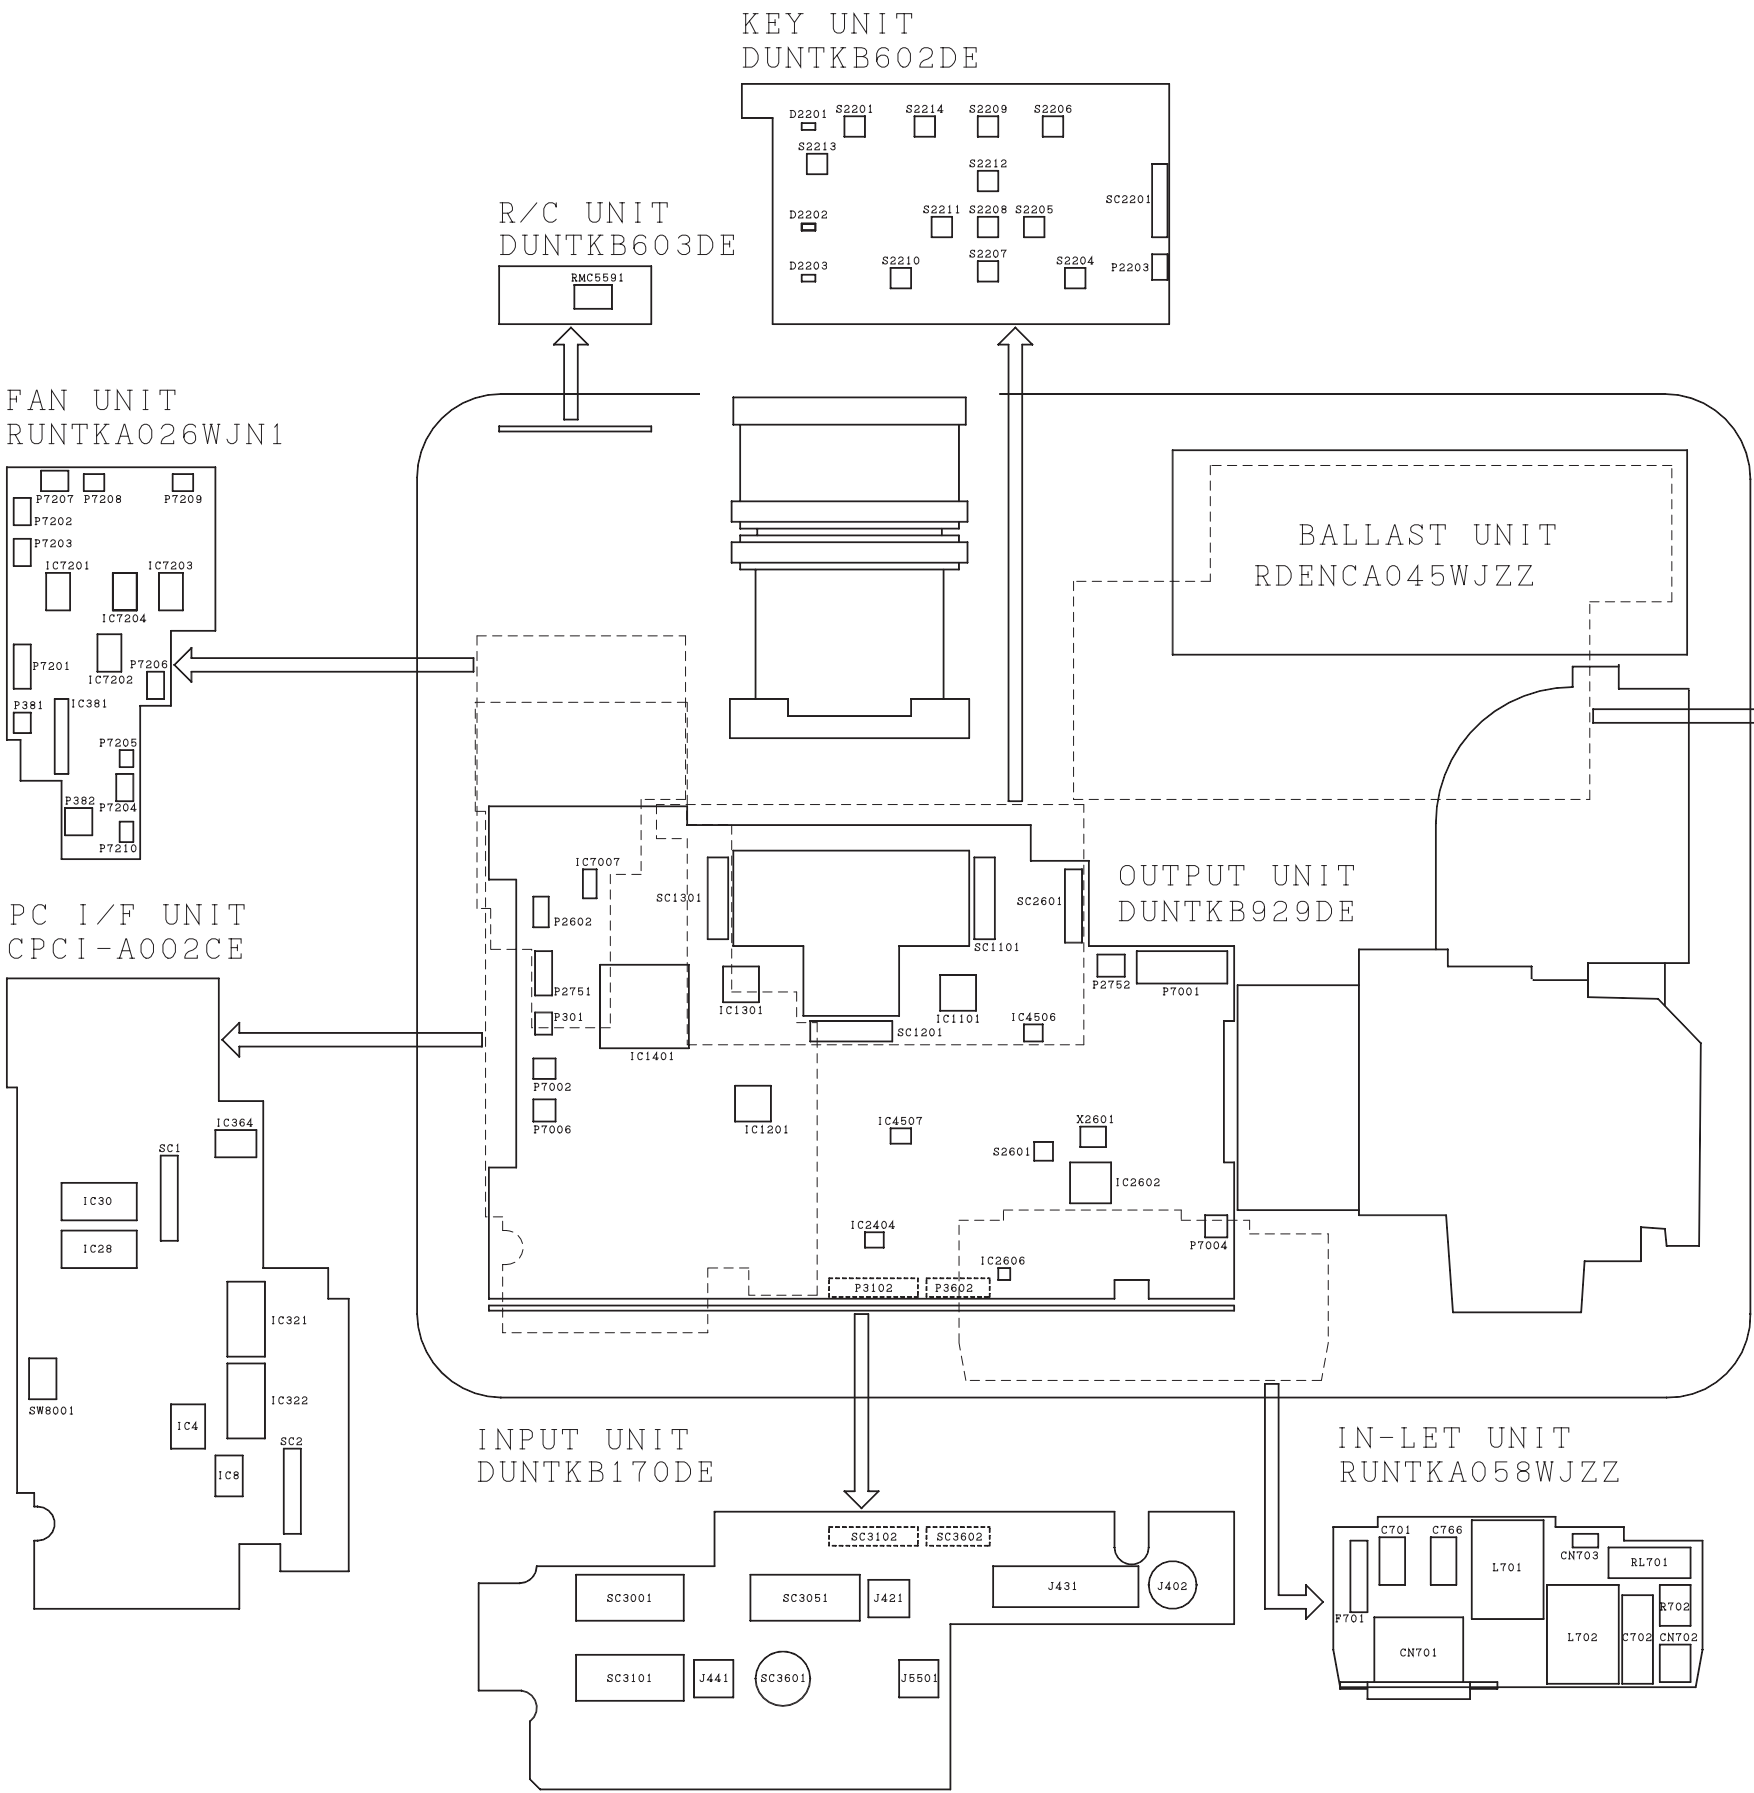 KEY UNIT
DUNTKB602DE
D2201
S2201
S2214
S2209
S2206
S2213
S2212
SC2201
D2202
S2211
S2208
S2205
D2203
S2210
S2207
S2204
P2203
R/C UNIT
DUNTKB603DE
RMC5591
FAN UNIT
RUNTKA026WJN1
P7207
P7208
P7209
P7202
P7203
IC7201
IC7203
IC7204
P7201
IC7202
P7206
P381
IC381
P7205
P382
P7204
P7210
BALLAST UNIT
RDENCA045WJZZ
OUTPUT UNIT
DUNTKB929DE
IC7007
SC1301
P2602
SC2601
SC1101
P2751
P2752
P7001
IC1301
IC1101
P301
IC4506
SC1201
IC1401
P7002
P7006
IC1201
IC4507
X2601
S2601
IC2602
IC2404
P7004
IC2606
P3102
P3602
PC I/F UNIT
CPCI-A002CE
IC364
SC1
IC30
IC28
IC321
IC322
SW8001
IC4
SC2
IC8
INPUT UNIT
DUNTKB170DE
SC3102
SC3602
SC3001
SC3051
J421
J431
J402
SC3101
J441
SC3601
J5501
IN-LET UNIT
RUNTKA058WJZZ
C701
C766
L701
CN703
RL701
F701
R702
CN701
L702
C702
CN702